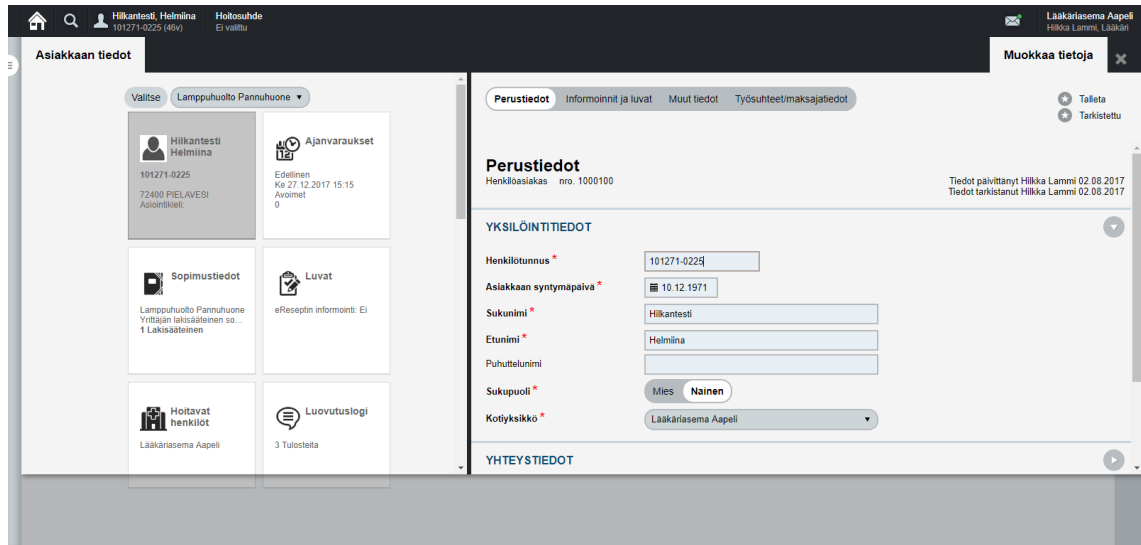 Hilkantesti, Helmiina
101271-0225 (46v)
Hoitosuhde
Ei valittu
Lääkäriasema Aapeli
Hilkka Lammi, Lääkäri
Asiakkaan tiedot
Muokkaa tietoja
Valitse
Lamppuhuolto Pannuhuone
Hilkantesti
Helmiina
101271-0225
72400 PIELAVESI
Asiointikieli:
Ajanvaraukset
Edellinen
Ke 27.12.2017 15:15
Avoimet
0
Sopimustiedot
Lamppuhuolto Pannuhuone
Yrittäjän lakisääteinen so...
1 Lakisääteinen
Luvat
eReseptin informointi: Ei
Hoitavat
henkilöt
Lääkäriasema Aapeli
Luovutuslogi
3 Tulosteita
Perustiedot
Informoinnit ja luvat
Muut tiedot
Työsuhteet/maksajatiedot
Talleta
Tarkistettu
Perustiedot
Henkilöasiakas nro. 1000100
Tiedot päivittänyt Hilkka Lammi 02.08.2017
Tiedot tarkistanut Hilkka Lammi 02.08.2017
YKSILÖINTITIEDOT
Henkilötunnus * 101271-0225
Asiakkaan syntymäpäivä * 10.12.1971
Sukunimi * Hilkantesti
Etunimi * Helmiina
Puhuttelunimi
Sukupuoli * Mies Nainen
Kotiyksikkö * Lääkäriasema Aapeli
YHTEYSTIEDOT